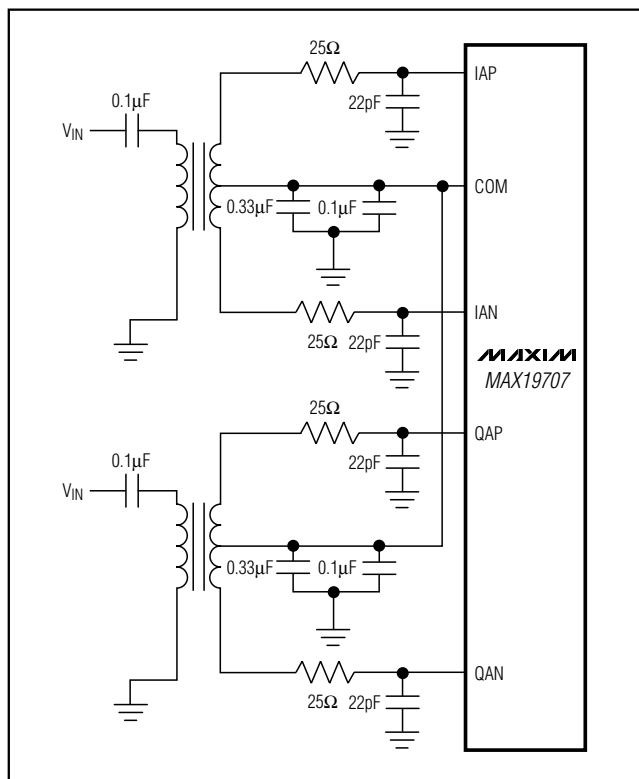 25Ω
IAP
0.1μF
22pF
VIN
COM
0.33μF 0.1μF
IAN
25Ω
22pF
MAXIM
MAX19707
25Ω
QAP
0.1μF
22pF
VIN
0.33μF 0.1μF
QAN
25Ω
22pF